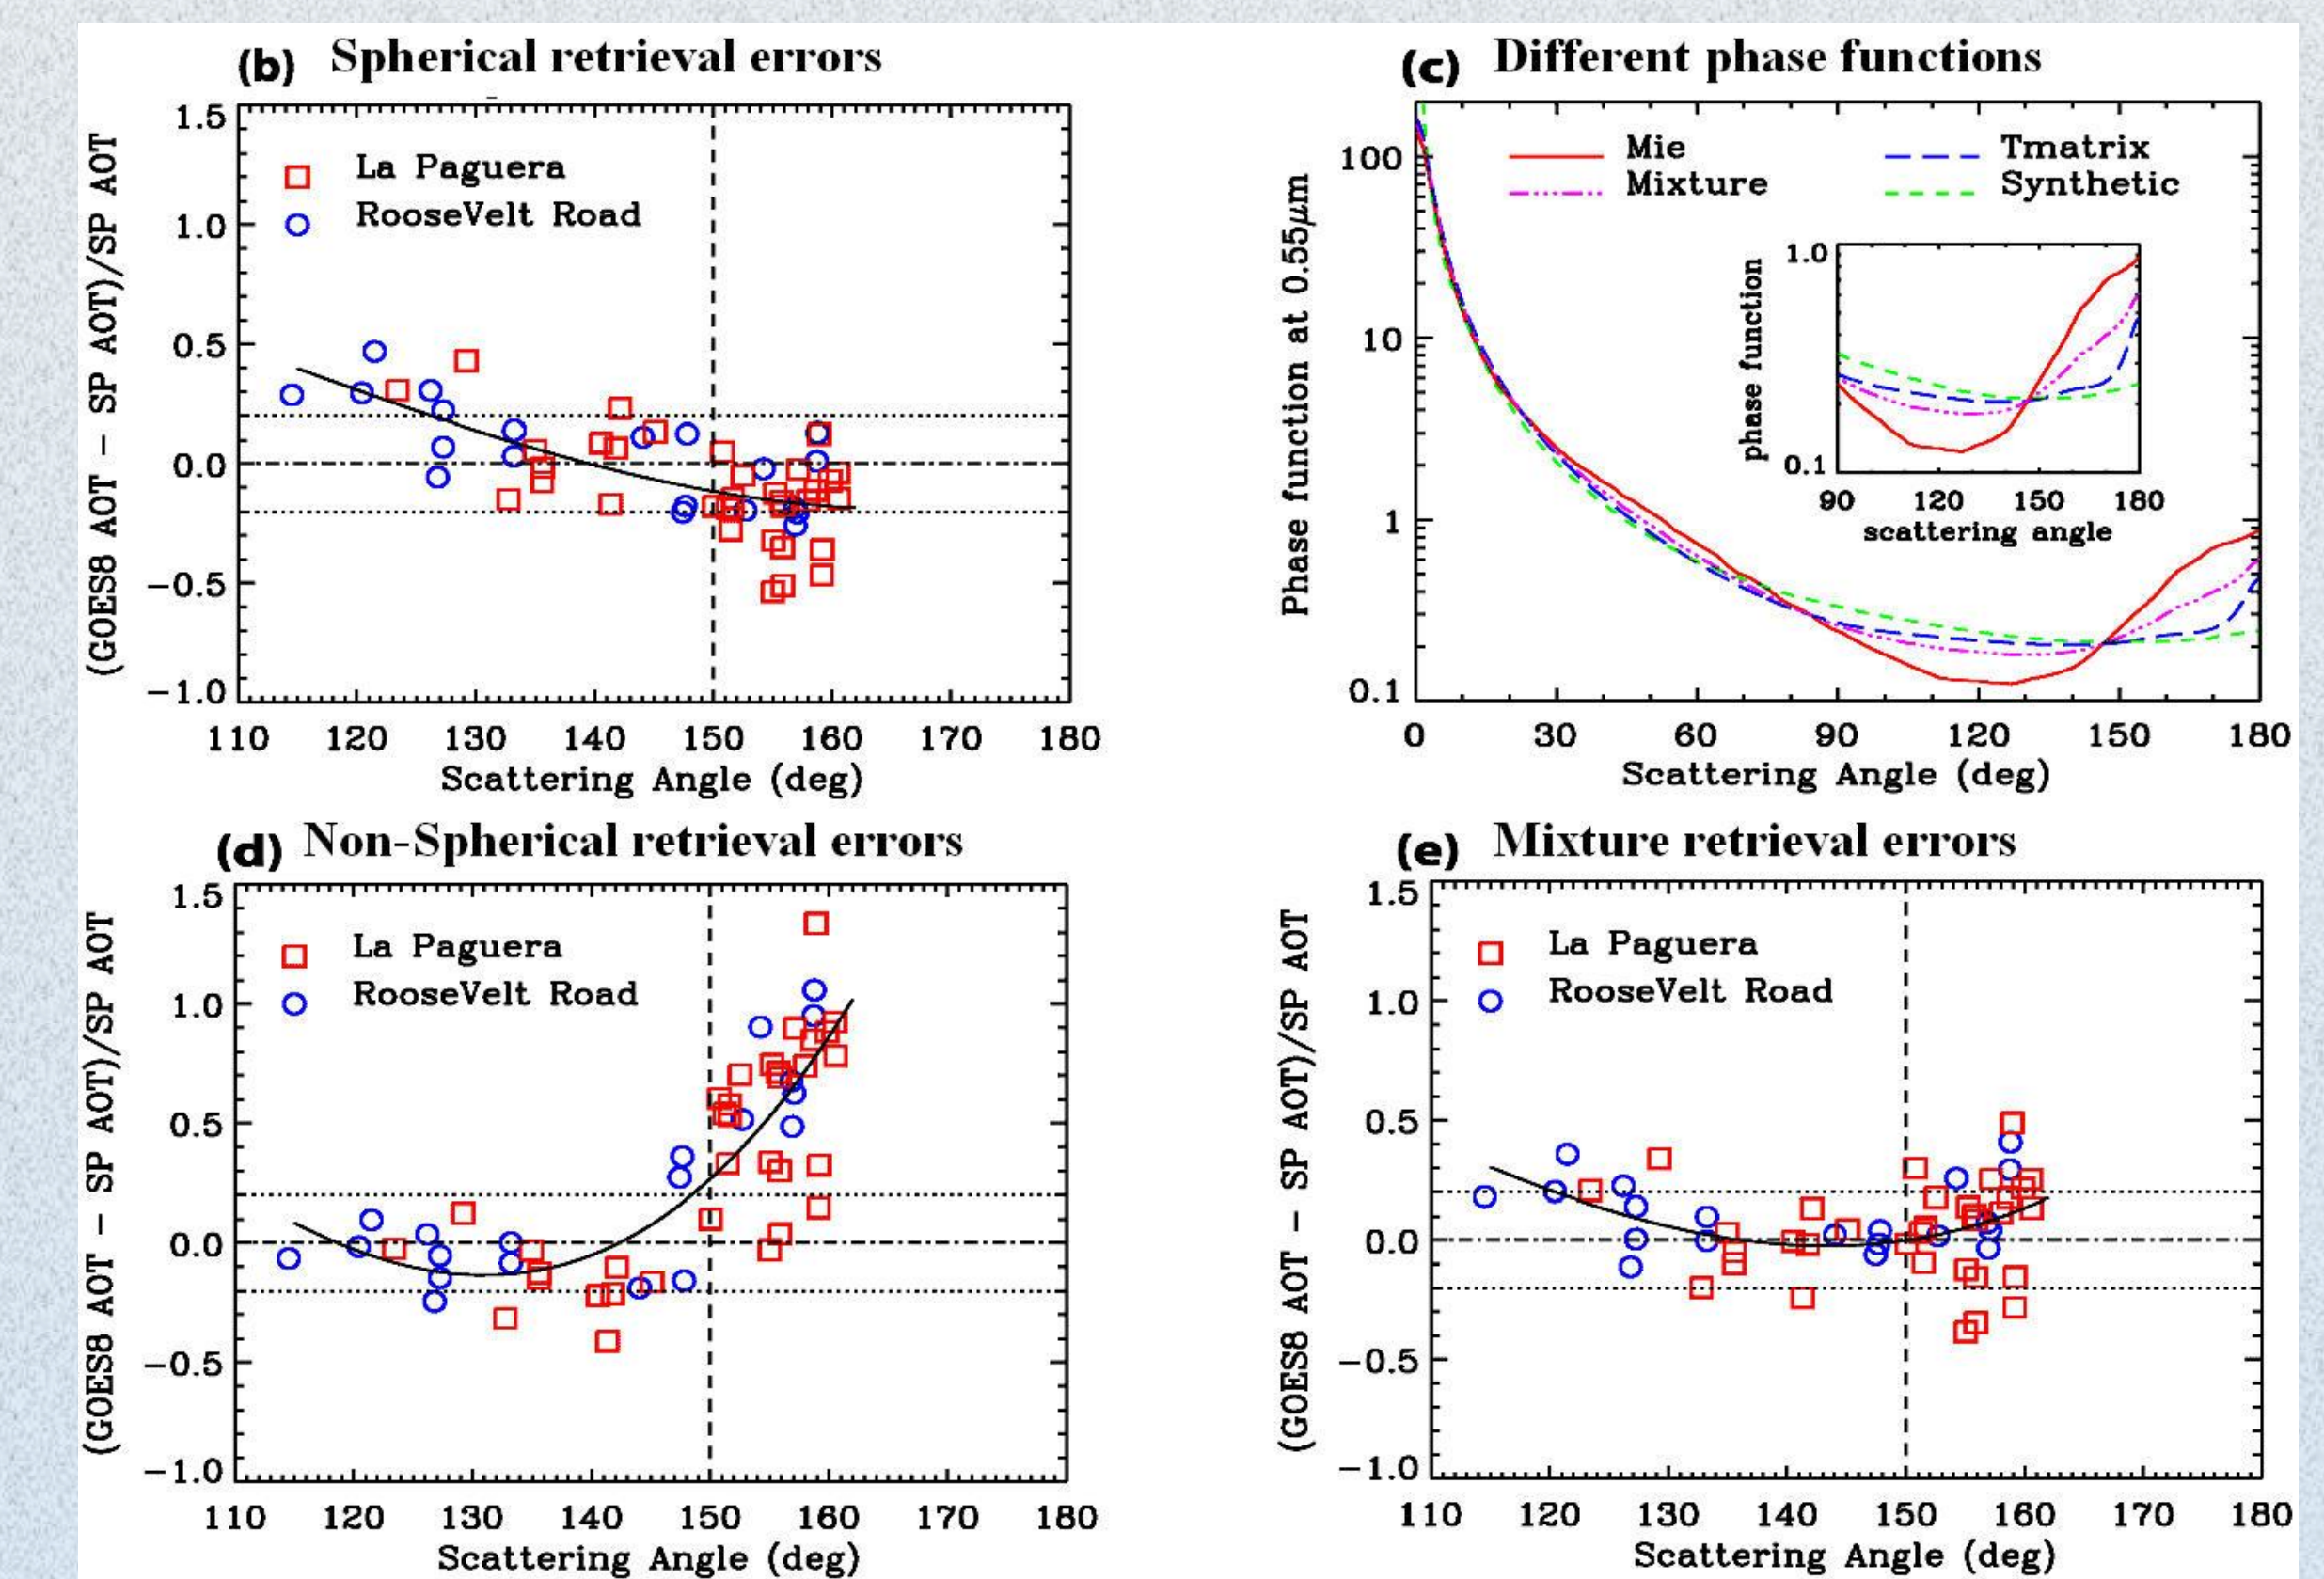 (b) Spherical retrieval errors
(GOES8 AOT − SP AOT)/SP AOT
1.5
1.0
0.5
0.0
−0.5
−1.0
La Paguera
RooseVelt Road
110 120 130 140 150 160 170 180
Scattering Angle (deg)
(c) Different phase functions
Phase function at 0.55μm
100
10
1
0.1
Mie Tmatrix
Mixture Synthetic
phase function
1.0
0.1
90 120 150 180
scattering angle
0 30 60 90 120 150 180
Scattering Angle (deg)
(d) Non-Spherical retrieval errors
(GOES8 AOT − SP AOT)/SP AOT
1.5
1.0
0.5
0.0
−0.5
−1.0
La Paguera
RooseVelt Road
110 120 130 140 150 160 170 180
Scattering Angle (deg)
(e) Mixture retrieval errors
(GOES8 AOT − SP AOT)/SP AOT
1.5
1.0
0.5
0.0
−0.5
−1.0
La Paguera
RooseVelt Road
110 120 130 140 150 160 170 180
Scattering Angle (deg)